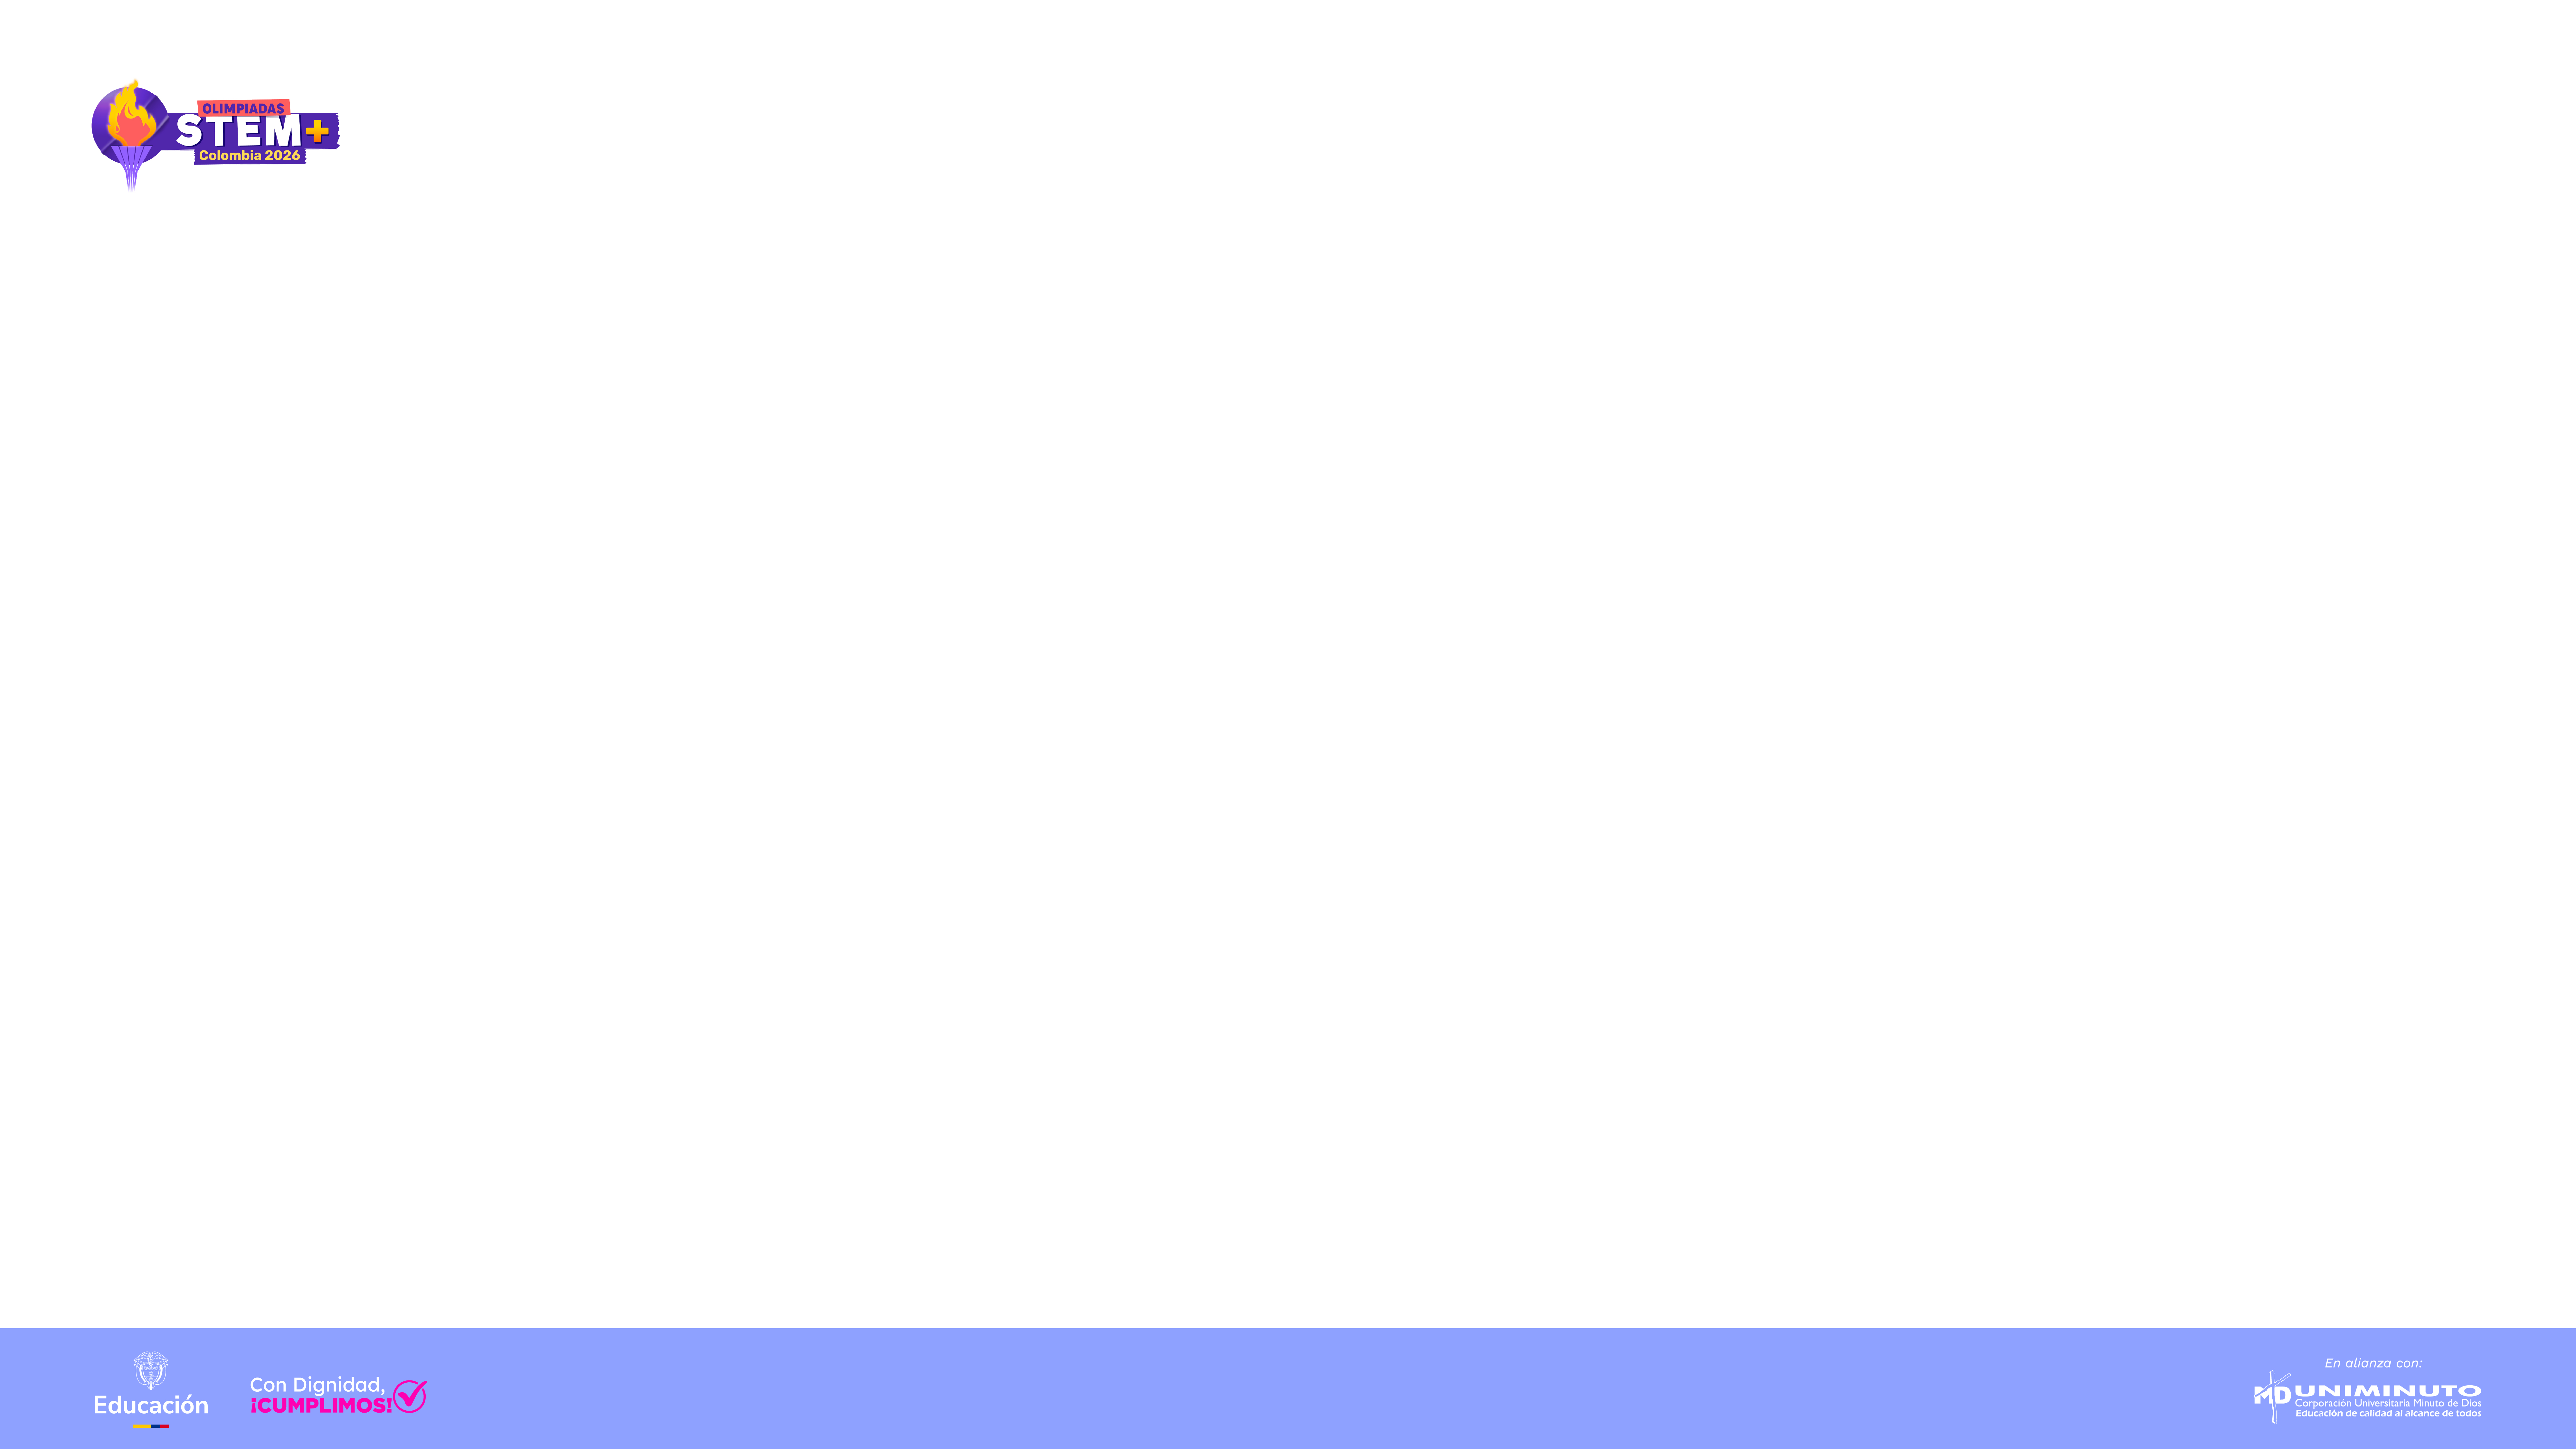 OLIMPIADAS
STEM+
Colombia 2026
Educación
Con Dignidad,
¡CUMPLIMOS!
En alianza con:
MD UNIMINUTO
Corporación Universitaria Minuto de Dios
Educación de calidad al alcance de todos